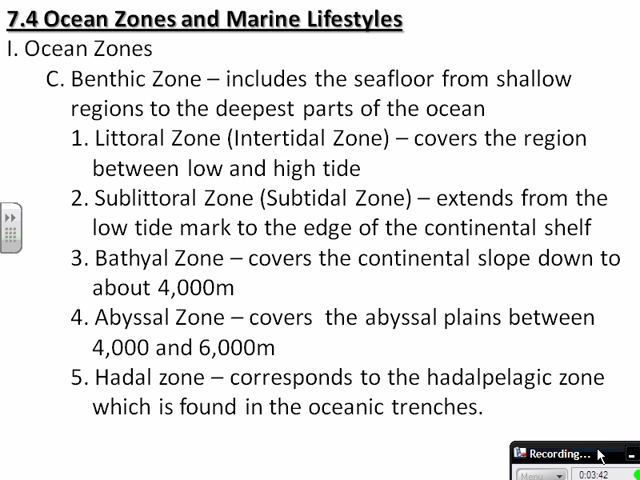 7.4 Ocean Zones and Marine Lifestyles
I. Ocean Zones
C. Benthic Zone – includes the seafloor from shallow
regions to the deepest parts of the ocean
1. Littoral Zone (Intertidal Zone) – covers the region
between low and high tide
2. Sublittoral Zone (Subtidal Zone) – extends from the
low tide mark to the edge of the continental shelf
3. Bathyal Zone – covers the continental slope down to
about 4,000m
4. Abyssal Zone – covers  the abyssal plains between
4,000 and 6,000m
5. Hadal zone – corresponds to the hadalpelagic zone
which is found in the oceanic trenches.
Recording...
Menu
0:03:42